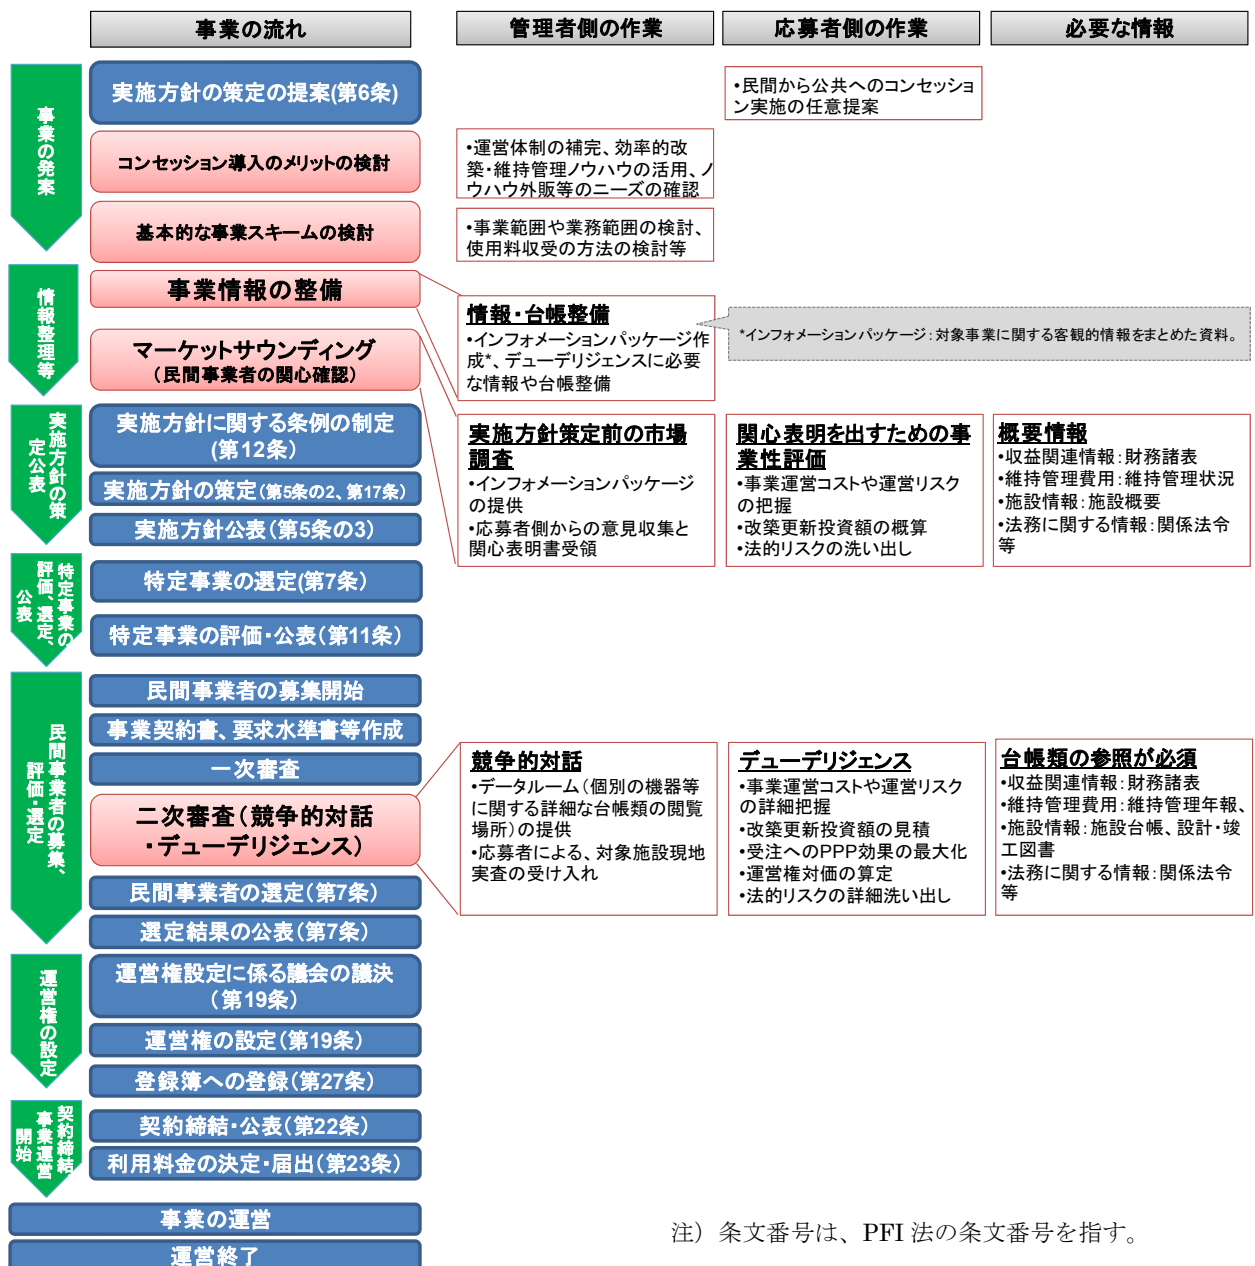 事業の流れ
管理者側の作業
応募者側の作業
必要な情報
事業の発案
実施方針の策定の提案(第6条)
•民間から公共へのコンセッショ
ン実施の任意提案
コンセッション導入のメリットの検討
•運営体制の補完、効率的改
築・維持管理ノウハウの活用、ノ
ウハウ外販等のニーズの確認
基本的な事業スキームの検討
•事業範囲や業務範囲の検討、
使用料収受の方法の検討等
情報整理等
事業情報の整備
情報・台帳整備
•インフォメーションパッケージ作
成*、デューデリジェンスに必要
な情報や台帳整備
*インフォメーションパッケージ：対象事業に関する客観的情報をまとめた資料。
マーケットサウンディング
（民間事業者の関心確認）
実施方針の策
定公表
実施方針に関する条例の制定
(第12条）
実施方針の策定（第5条の2、第17条）
実施方針公表（第5条の3）
実施方針策定前の市場
調査
•インフォメーションパッケージ
の提供
•応募者側からの意見収集と
関心表明書受領
関心表明を出すための事
業性評価
•事業運営コストや運営リスク
の把握
•改築更新投資額の概算
•法的リスクの洗い出し
概要情報
•収益関連情報：財務諸表
•維持管理費用：維持管理状況
•施設情報：施設概要
•法務に関する情報：関係法令
等
特定事業の
評価、選定、
公表
特定事業の選定(第7条）
特定事業の評価・公表（第11条）
民間事業者の募集、
評価・選定
民間事業者の募集開始
事業契約書、要求水準書等作成
一次審査
二次審査（競争的対話
・デューデリジェンス）
民間事業者の選定（第7条）
選定結果の公表（第7条）
競争的対話
•データルーム（個別の機器等
に関する詳細な台帳類の閲覧
場所）の提供
•応募者による、対象施設現地
実査の受け入れ
デューデリジェンス
•事業運営コストや運営リスク
の詳細把握
•改築更新投資額の見積
•受注へのPPP効果の最大化
•運営権対価の算定
•法的リスクの詳細洗い出し
台帳類の参照が必須
•収益関連情報：財務諸表
•維持管理費用：維持管理年報、
•施設情報：施設台帳、設計・竣
工図書
•法務に関する情報：関係法令
等
運営権の設定
運営権設定に係る議会の議決
（第19条）
運営権の設定（第19条）
登録簿への登録（第27条）
契約締結
事業運営
開始
契約締結・公表（第22条）
利用料金の決定・届出（第23条）
事業の運営
運営終了
注）条文番号は、PFI 法の条文番号を指す。